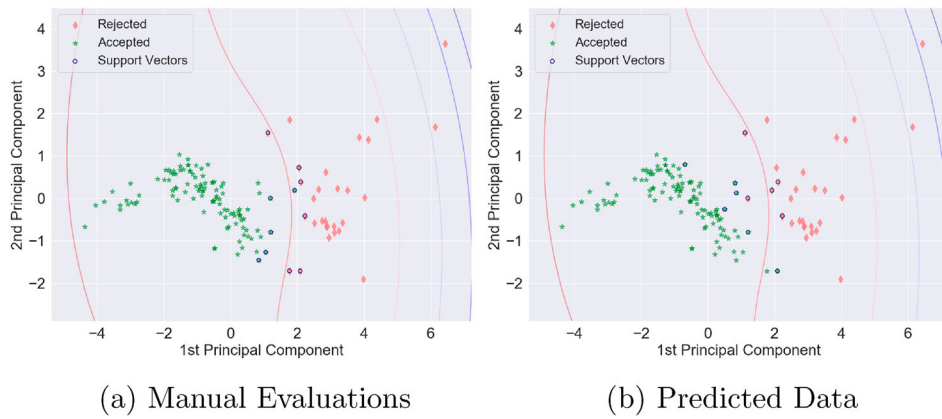 Rejected
Accepted
Support Vectors
4
3
2
1
0
−1
−2
2nd Principal Component
−4
−2
0
2
4
6
1st Principal Component
(a) Manual Evaluations
Rejected
Accepted
Support Vectors
4
3
2
1
0
−1
−2
2nd Principal Component
−4
−2
0
2
4
6
1st Principal Component
(b) Predicted Data